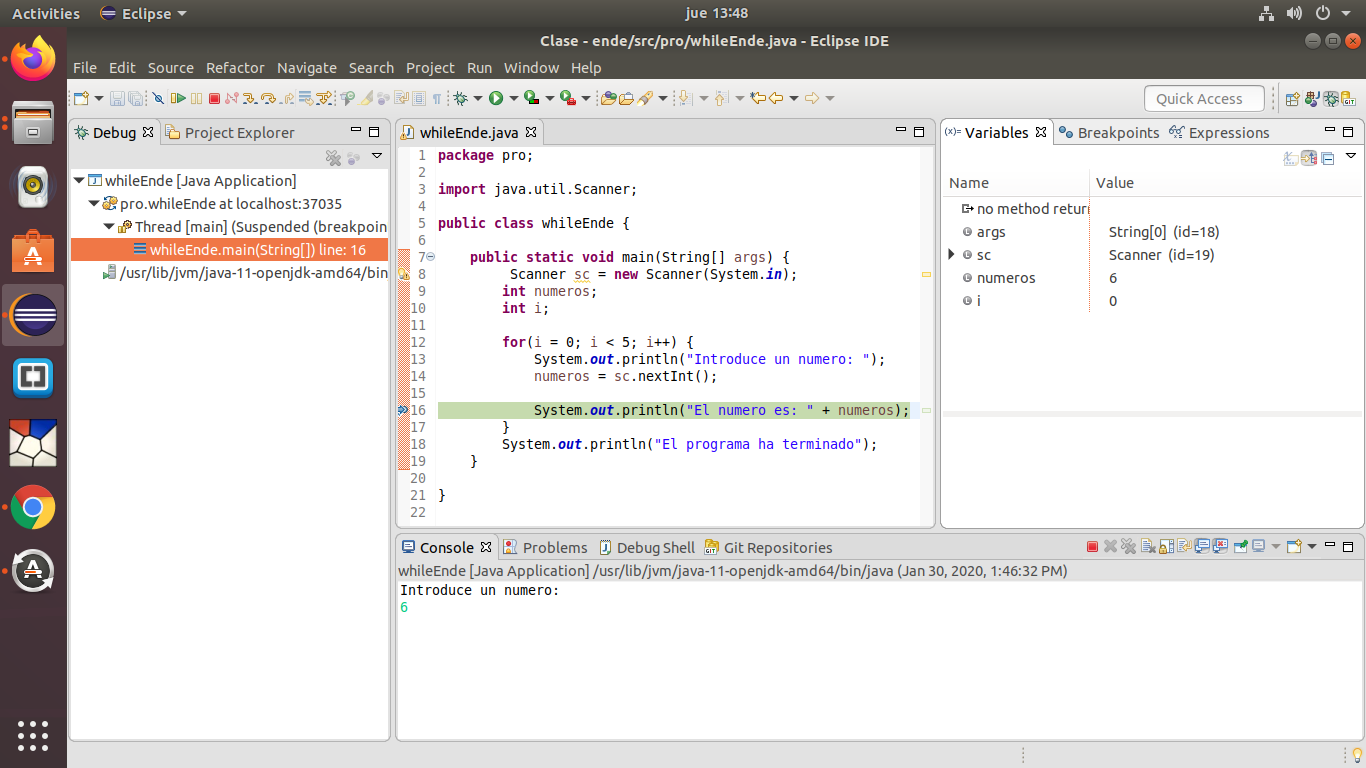 Activities Eclipse jue 13:48
Clase - ende/src/pro/whileEnde.java - Eclipse IDE
File Edit Source Refactor Navigate Search Project Run Window Help
Quick Access
Debug Project Explorer
whileEnde [Java Application]
pro.whileEnde at localhost:37035
Thread [main] (Suspended (breakpoin
whileEnde.main(String[]) line: 16
/usr/lib/jvm/java-11-openjdk-amd64/bin
whileEnde.java
1 package pro;
2
3 import java.util.Scanner;
4
5 public class whileEnde {
6
7 public static void main(String[] args) {
8 Scanner sc = new Scanner(System.in);
9 int numeros;
10 int i;
11
12 for(i = 0; i < 5; i++) {
13 System.out.println("Introduce un numero: ");
14 numeros = sc.nextInt();
15
16 System.out.println("El numero es: " + numeros);
17 }
18 System.out.println("El programa ha terminado");
19 }
20
21 }
22
(x)= Variables Breakpoints Expressions
Name Value
no method retur
args String[0] (id=18)
sc Scanner (id=19)
numeros 6
i 0
Console Problems Debug Shell Git Repositories
whileEnde [Java Application] /usr/lib/jvm/java-11-openjdk-amd64/bin/java (Jan 30, 2020, 1:46:32 PM)
Introduce un numero:
6